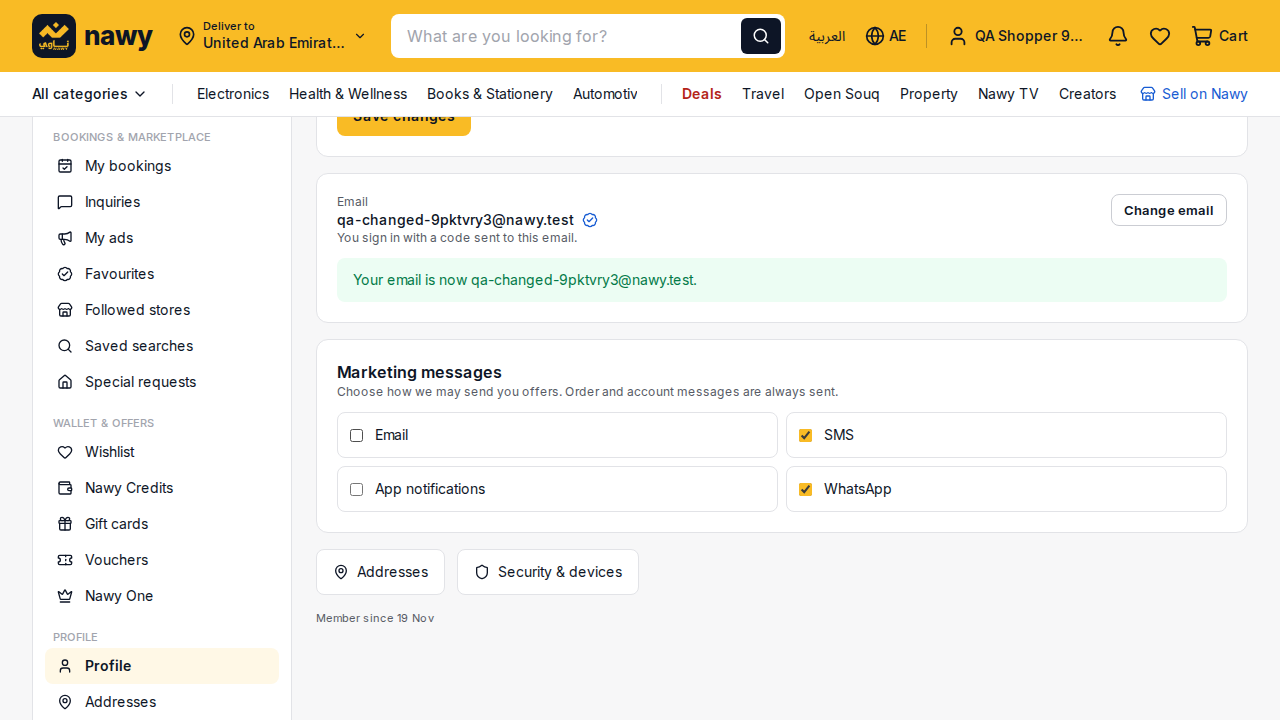 ناوي
NAWY
nawy
Deliver to
United Arab Emirat...
What are you looking for?
العربية
AE
QA Shopper 9...
Cart
All categories
Electronics
Health & Wellness
Books & Stationery
Automotiv
Deals
Travel
Open Souq
Property
Nawy TV
Creators
Sell on Nawy
BOOKINGS & MARKETPLACE
My bookings
Inquiries
My ads
Favourites
Followed stores
Saved searches
Special requests
WALLET & OFFERS
Wishlist
Nawy Credits
Gift cards
Vouchers
Nawy One
PROFILE
Profile
Addresses
Save changes
Email
qa-changed-9pktvry3@nawy.test
You sign in with a code sent to this email.
Change email
Your email is now qa-changed-9pktvry3@nawy.test.
Marketing messages
Choose how we may send you offers. Order and account messages are always sent.
Email
SMS
App notifications
WhatsApp
Addresses
Security & devices
Member since 19 Nov